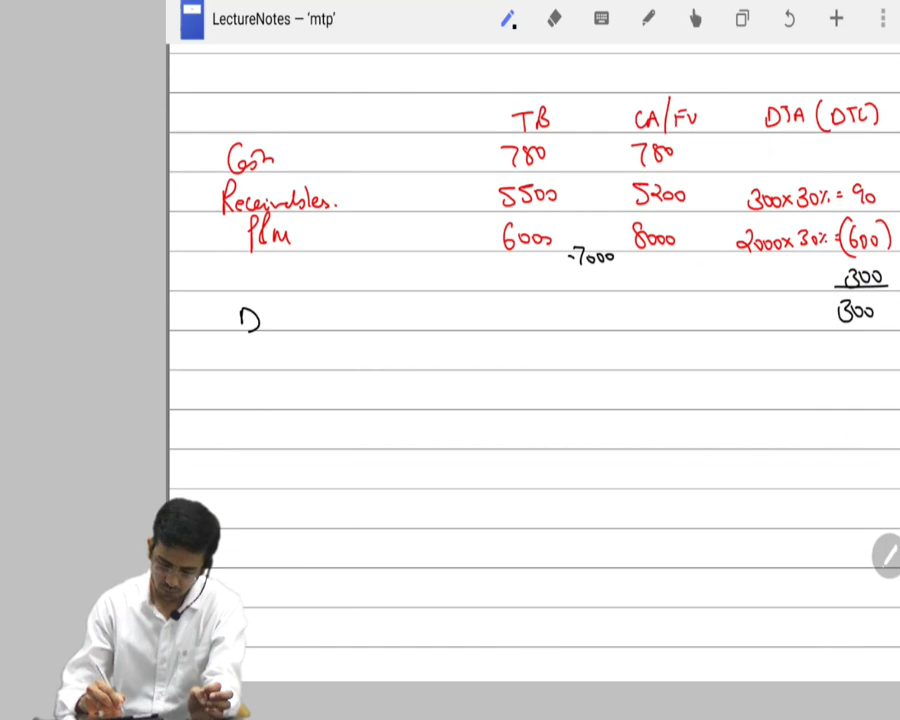 LectureNotes – 'mtp'
TB CA/FV DTA (DTL)
Cash 780 780
Receivables. 5500 5200 300 x 30% = 90
P&M 6000 8000 2000 x 30% = (600)
-7000
300
300
D